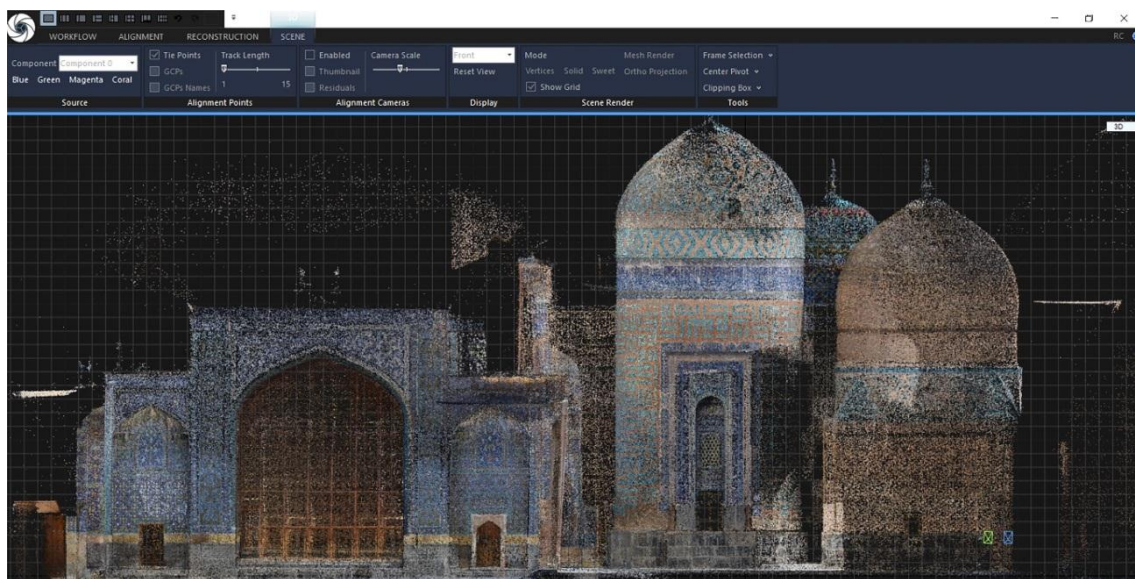 3D
WORKFLOW ALIGNMENT RECONSTRUCTION SCENE RC
Component Component 0
Blue Green Magenta Coral
Source
Tie Points
GCPs
GCPs Names
Track Length
1 15
Alignment Points
Enabled
Thumbnail
Residuals
Camera Scale
Alignment Cameras
Front
Reset View
Display
Mode Mesh Render
Vertices Solid Sweet Ortho Projection
Show Grid
Scene Render
Frame Selection
Center Pivot
Clipping Box
Tools
3D